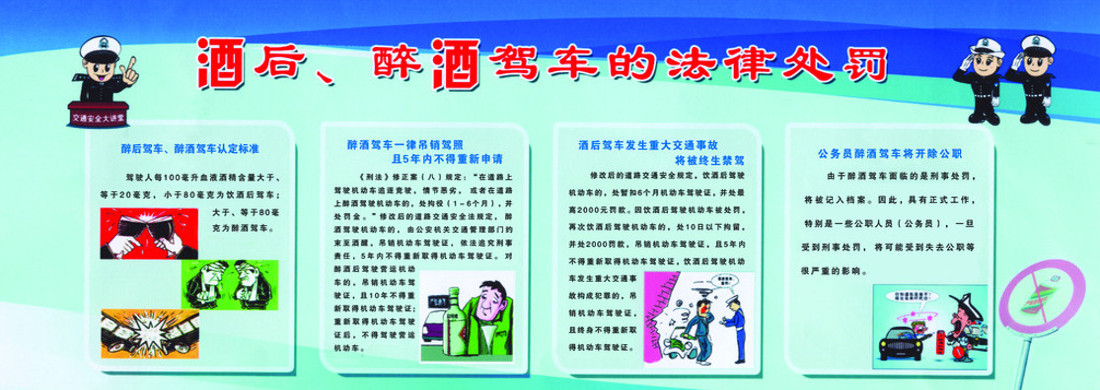 酒后、醉酒驾车的法律处罚
交通安全大讲堂
醉后驾车、醉酒驾车认定标准
驾驶人每100毫升血液酒精含量大于、
等于20毫克，小于80毫克为饮酒后驾车；
大于、等于80毫
克为醉酒驾车。
醉酒驾车一律吊销驾照
且5年内不得重新申请
《刑法》修正案（八）规定："在道路上
驾驶机动车追逐竞驶，情节恶劣，或者在道路
上醉酒驾驶机动车的，处拘役（1-6个月），并
处罚金。"修改后的道路交通安全法规定，醉
酒驾驶机动车的，由公安机关交通管理部门约
束至酒醒，吊销机动车驾驶证，依法追究刑事
责任，5年内不得重新取得机动车驾驶证。对
醉酒后驾驶营运机动
车的，吊销机动车驾
驶证，且10年不得重
新取得机动车驾驶证；
重新取得机动车驾驶
证后，不得驾驶营运
机动车。
酒后驾车发生重大交通事故
将被终生禁驾
修改后的道路交通安全规定，饮酒后驾驶
机动车的，处暂扣6个月机动车驾驶证，并处最
高2000元罚款。因饮酒后驾驶机动车被处罚，
再次饮酒后驾驶机动车的，处10日以下拘留，
并处2000罚款，吊销机动车驾驶证，且5年内
不得重新取得机动车驾驶证，饮酒后驾驶机动
车发生重大交通事
故构成犯罪的，吊
销机动车驾驶证，
且终身不得重新取
得机动车驾驶证。
公务员醉酒驾车将开除公职
由于醉酒驾车面临的是刑事处罚，
将被记入档案。因此，具有正式工作，
特别是一些公职人员（公务员），一旦
受到刑事处罚，将可能受到失去公职等
很严重的影响。